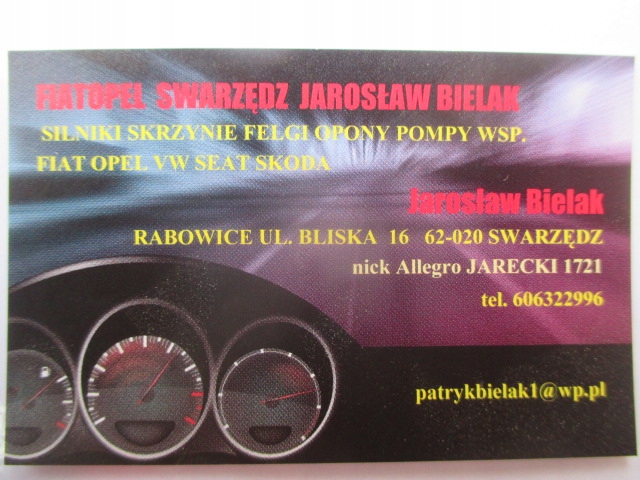 FIATOPEL SWARZĘDZ JAROSŁAW BIELAK
SILNIKI SKRZYNIE FELGI OPONY POMPY WSP.
FIAT OPEL VW SEAT SKODA
Jarosław Bielak
RABOWICE UL. BLISKA 16 62-020 SWARZĘDZ
nick Allegro JARECKI 1721
tel. 606322996
patrykbielak1@wp.pl